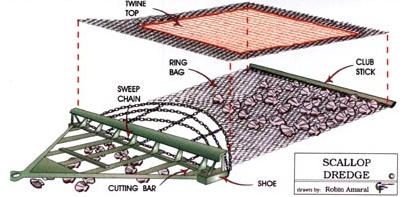 TWINE
TOP
RING
BAG
CLUB
STICK
SWEEP
CHAIN
CUTTING BAR
SHOE
SCALLOP
DREDGE
©
drawn by: Robin Amaral